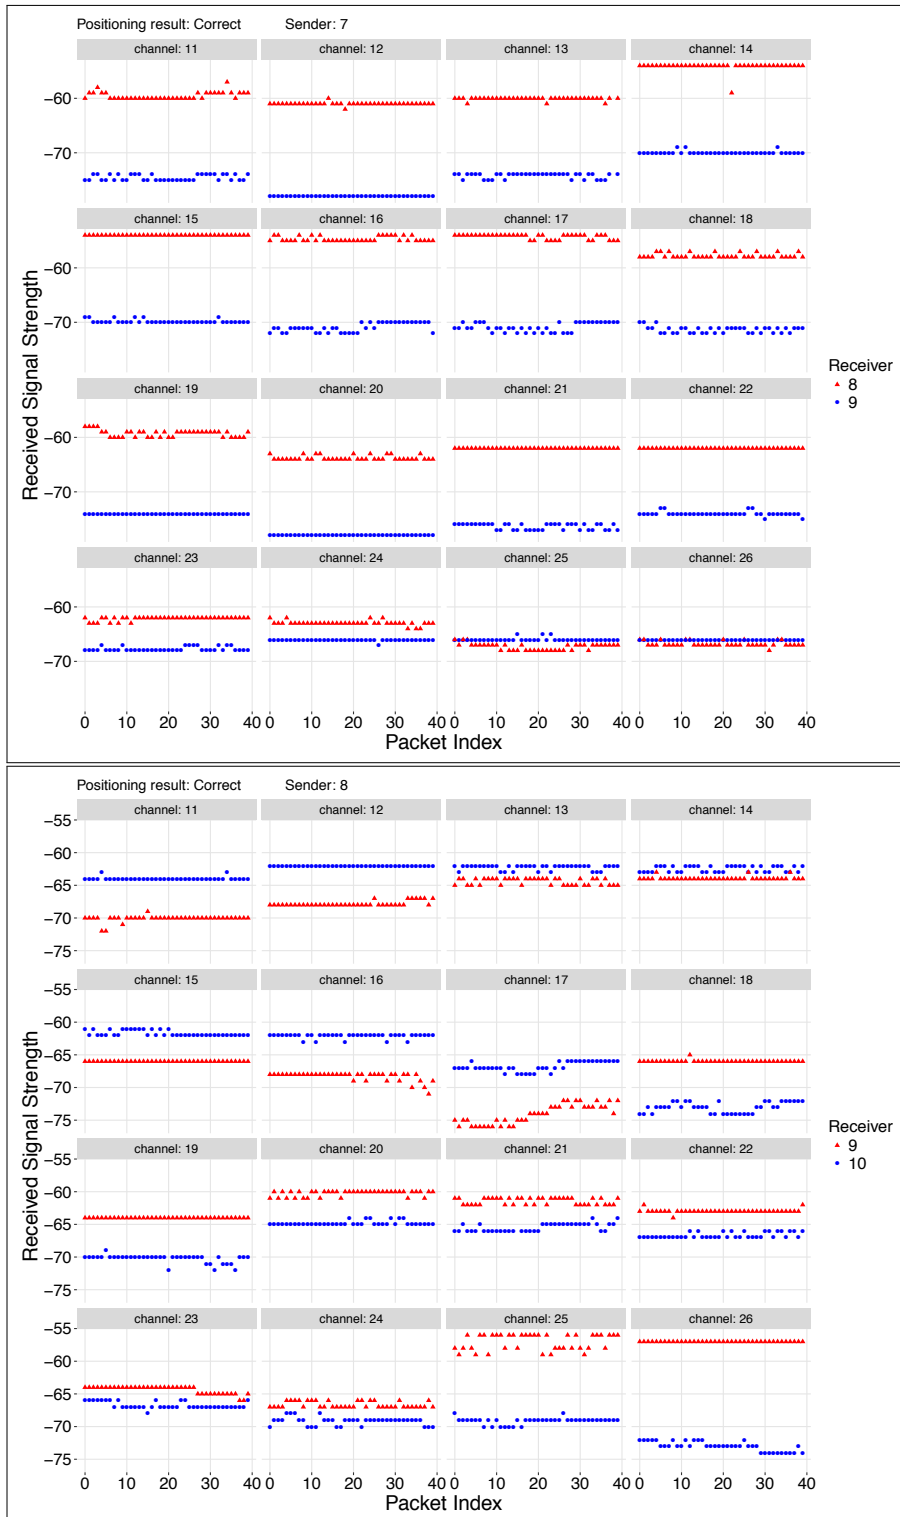 Positioning result: Correct Sender: 7
channel: 11 channel: 12 channel: 13 channel: 14
−60
−70
channel: 15 channel: 16 channel: 17 channel: 18
−60
−70
channel: 19 channel: 20 channel: 21 channel: 22
−60
−70
channel: 23 channel: 24 channel: 25 channel: 26
−60
−70
0 10 20 30 40 0 10 20 30 40 0 10 20 30 40 0 10 20 30 40
Packet Index
Received Signal Strength
Receiver
8
9
Positioning result: Correct Sender: 8
channel: 11 channel: 12 channel: 13 channel: 14
−55
−60
−65
−70
−75
channel: 15 channel: 16 channel: 17 channel: 18
−55
−60
−65
−70
−75
channel: 19 channel: 20 channel: 21 channel: 22
−55
−60
−65
−70
−75
channel: 23 channel: 24 channel: 25 channel: 26
−55
−60
−65
−70
−75
0 10 20 30 40 0 10 20 30 40 0 10 20 30 40 0 10 20 30 40
Packet Index
Received Signal Strength
Receiver
9
10